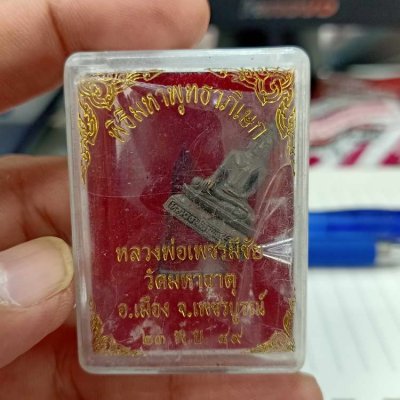 พิธีมหาพุทธาภิเษก
หลวงพ่อเพชรมีชัย
วัดมหาธาตุ
อ.เมือง จ.เพชรบูรณ์
๒๓ ๔๙